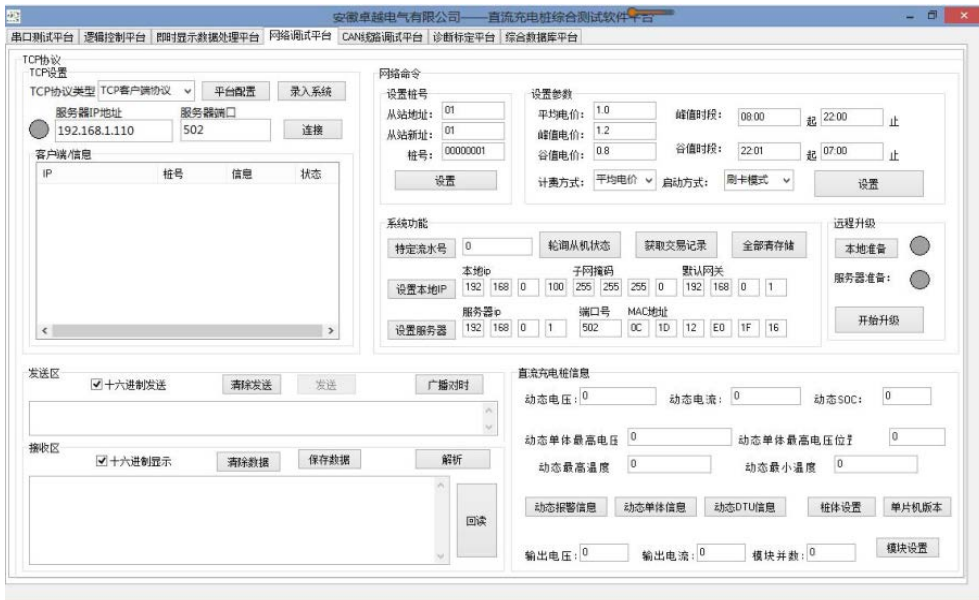 安徽卓越电气有限公司——直流充电桩综合测试软件平台
串口测试平台 逻辑控制平台 即时显示数据处理平台 网络调试平台 CAN线路调试平台 诊断标定平台 综合数据库平台
TCP协议
TCP设置
TCP协议类型 TCP客户端协议 平台配置 录入系统
服务器IP地址 服务器端口
192.168.1.110 502 连接
客户端/信息
IP 桩号 信息 状态
网络命令
设置桩号
从站地址: 01
从站新址: 01
桩号: 00000001
设置
设置参数
平均电价: 1.0 峰值时段: 08:00 起 22:00 止
峰值电价: 1.2
谷值电价: 0.8 谷值时段: 22:01 起 07:00 止
计费方式: 平均电价 启动方式: 刷卡模式 设置
系统功能
特定流水号 0 轮调从机状态 获取交易记录 全部清存储
本地ip 子网掩码 默认网关
设置本地IP 192 168 0 100 255 255 255 0 192 168 0 1
服务器ip 端口号 MAC地址
设置服务器 192 168 0 1 502 0C 1D 12 E0 1F 16
远程升级
本地准备
服务器准备:
开始升级
发送区
十六进制发送 清除发送 发送 广播对时
接收区
十六进制显示 清除数据 保存数据 解析
回读
直流充电桩信息
动态电压: 0 动态电流: 0 动态SOC: 0
动态单体最高电压 0 动态单体最高电压位 0
动态最高温度 0 动态最小温度 0
动态报警信息 动态单体信息 动态DTU信息 桩体设置 单片机版本
输出电压: 0 输出电流: 0 模块并数: 0 模块设置